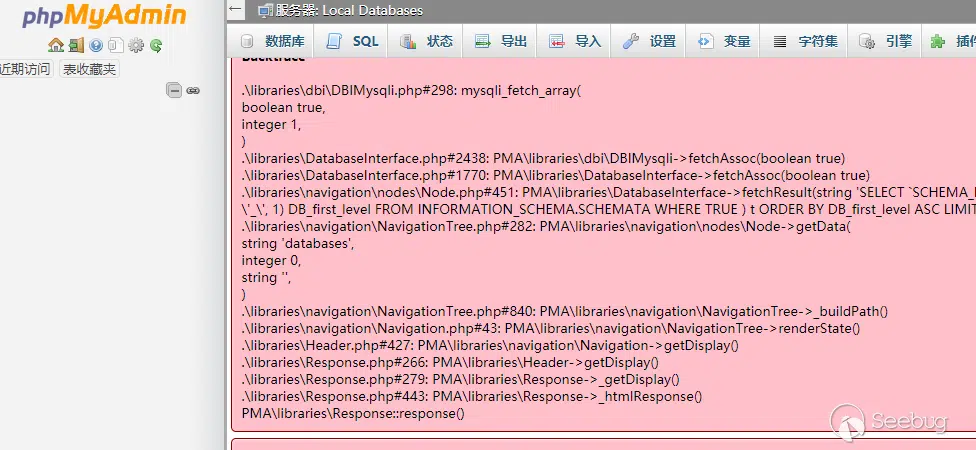 phpMyAdmin
近期访问 表收藏夹
服务器: Local Databases
数据库 SQL 状态 导出 导入 设置 变量 字符集 引擎
Backtrace
.\libraries\dbi\DBIMysqli.php#298: mysqli_fetch_array(
boolean true,
integer 1,
)
.\libraries\DatabaseInterface.php#2438: PMA\libraries\dbi\DBIMysqli->fetchAssoc(boolean true)
.\libraries\DatabaseInterface.php#1770: PMA\libraries\DatabaseInterface->fetchAssoc(boolean true)
.\libraries\navigation\nodes\Node.php#451: PMA\libraries\DatabaseInterface->fetchResult(string 'SELECT `SCHEMA_
\'_\', 1) DB_first_level FROM INFORMATION_SCHEMA.SCHEMATA WHERE TRUE ) t ORDER BY DB_first_level ASC LIMIT
.\libraries\navigation\NavigationTree.php#282: PMA\libraries\navigation\nodes\Node->getData(
string 'databases',
integer 0,
string '',
)
.\libraries\navigation\NavigationTree.php#840: PMA\libraries\navigation\NavigationTree->_buildPath()
.\libraries\navigation\Navigation.php#43: PMA\libraries\navigation\NavigationTree->renderState()
.\libraries\Header.php#427: PMA\libraries\navigation\Navigation->getDisplay()
.\libraries\Response.php#266: PMA\libraries\Header->getDisplay()
.\libraries\Response.php#279: PMA\libraries\Response->_getDisplay()
.\libraries\Response.php#443: PMA\libraries\Response->_htmlResponse()
PMA\libraries\Response::response()
Seebug